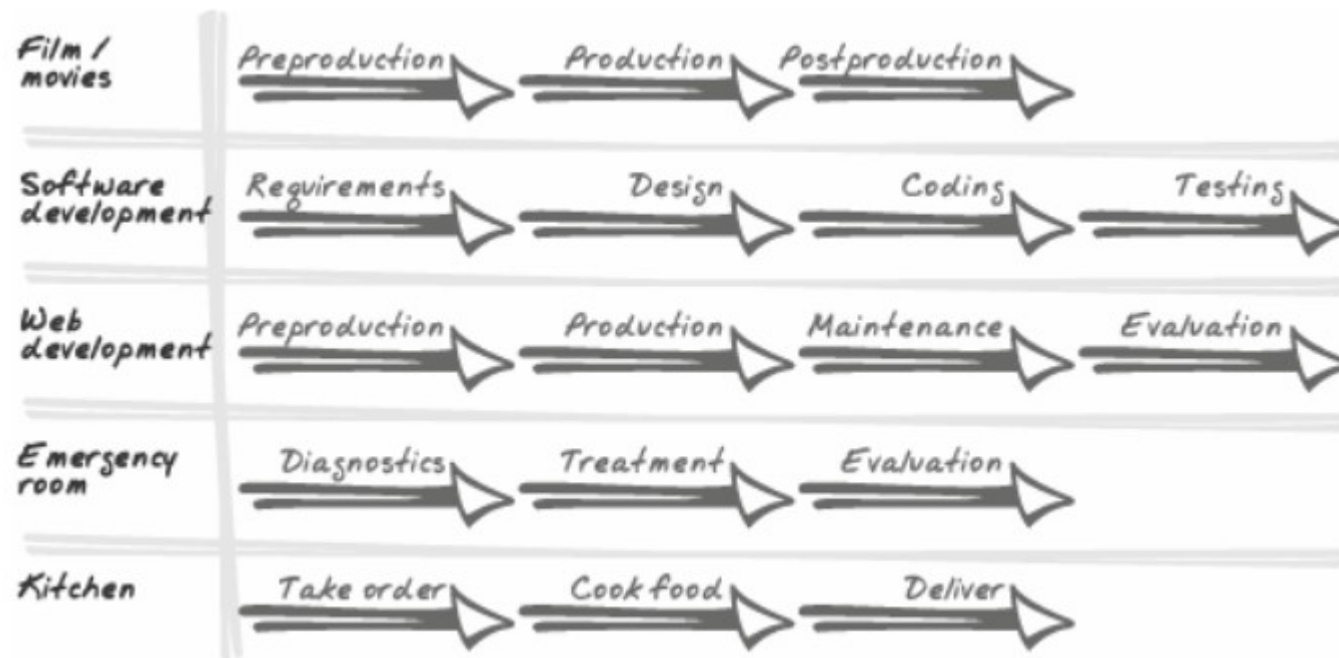 Film /
movies
Preproduction Production Postproduction
Software
development
Requirements Design Coding Testing
Web
development
Preproduction Production Maintenance Evaluation
Emergency
room
Diagnostics Treatment Evaluation
Kitchen
Take order Cook food Deliver